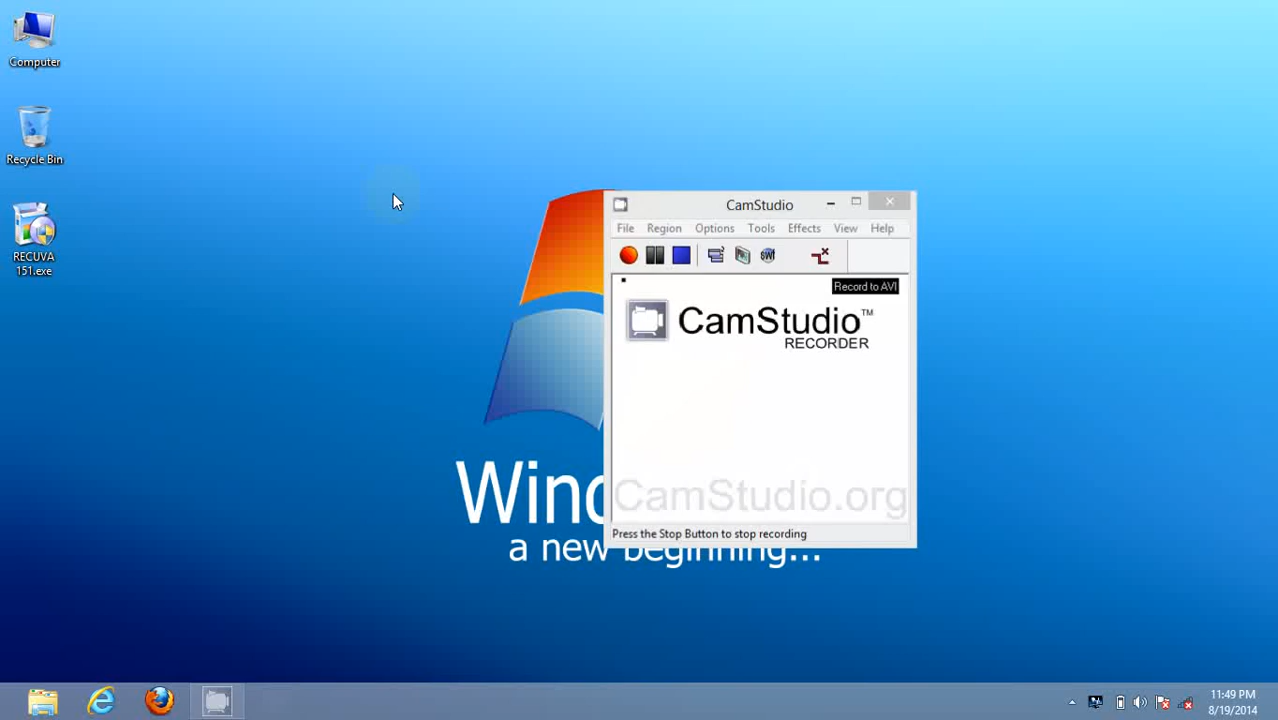 Computer
Recycle Bin
RECUVA
151.exe
CamStudio
File Region Options Tools Effects View Help
SWF
Record to AVI
CamStudio™
RECORDER
CamStudio.org
Press the Stop Button to stop recording
a new beginning...
11:49 PM
8/19/2014